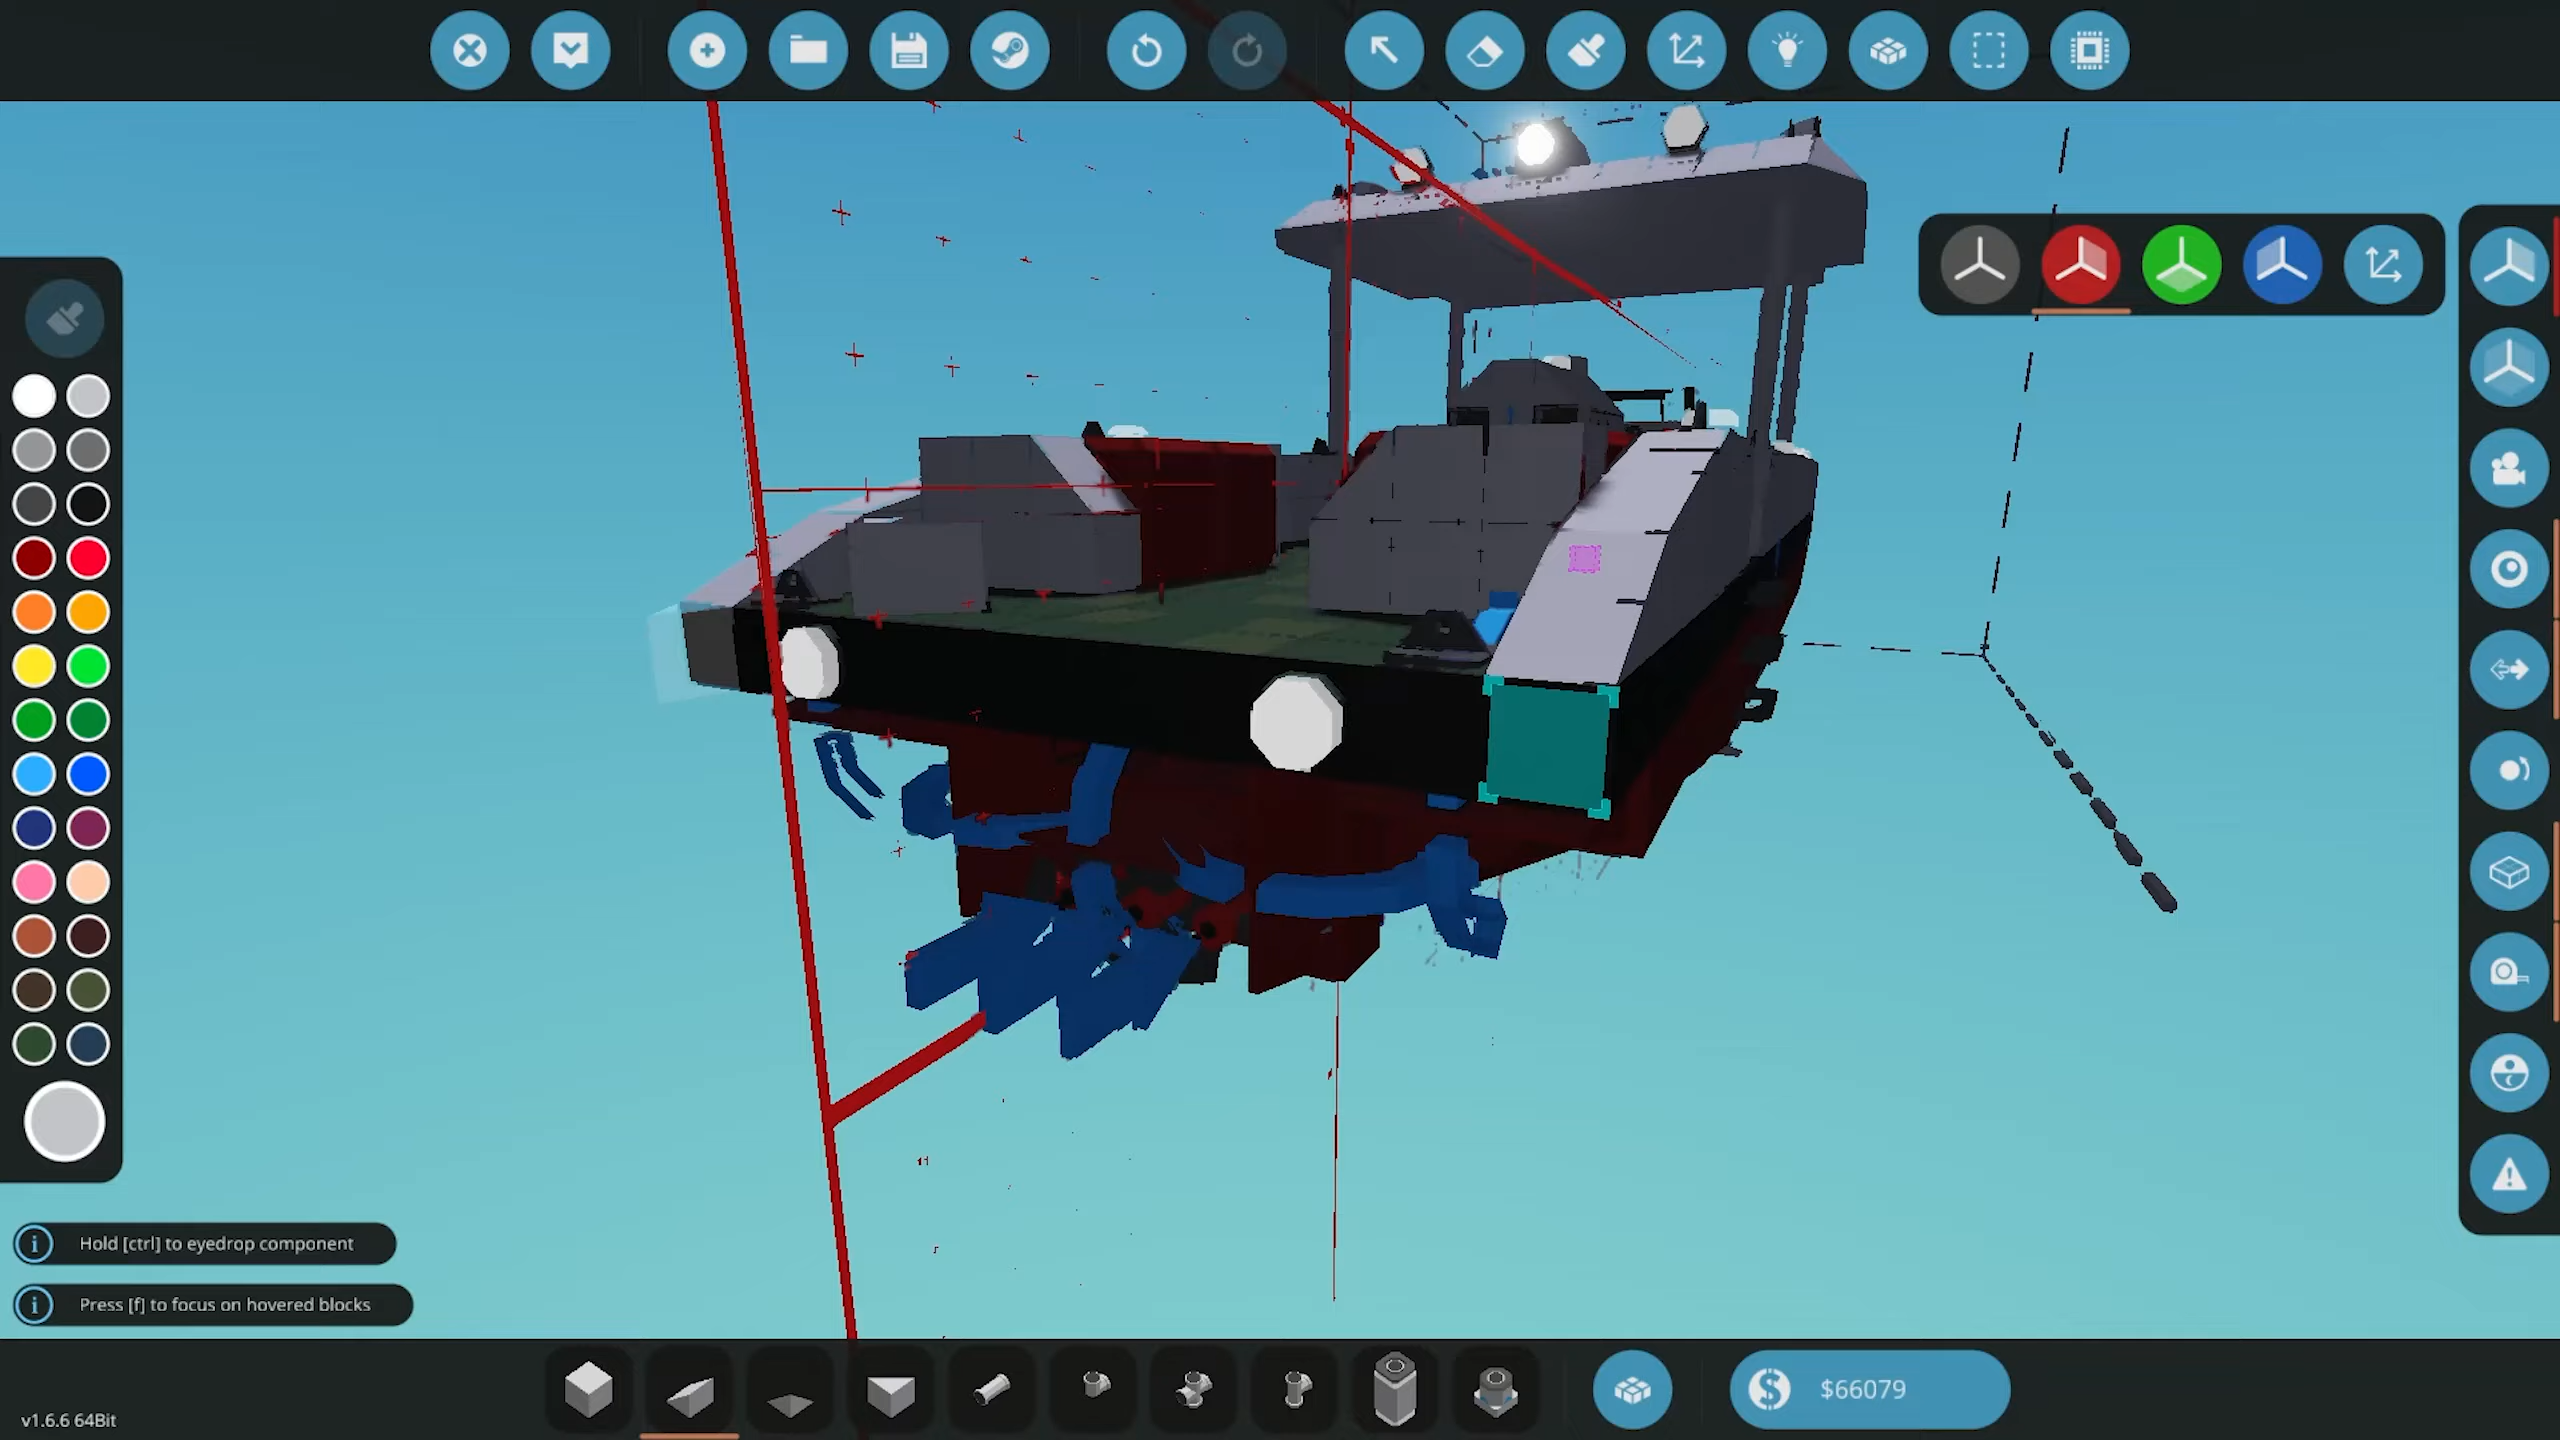 Hold [ctrl] to eyedrop component
Press [f] to focus on hovered blocks
v1.6.6 64Bit
$66079